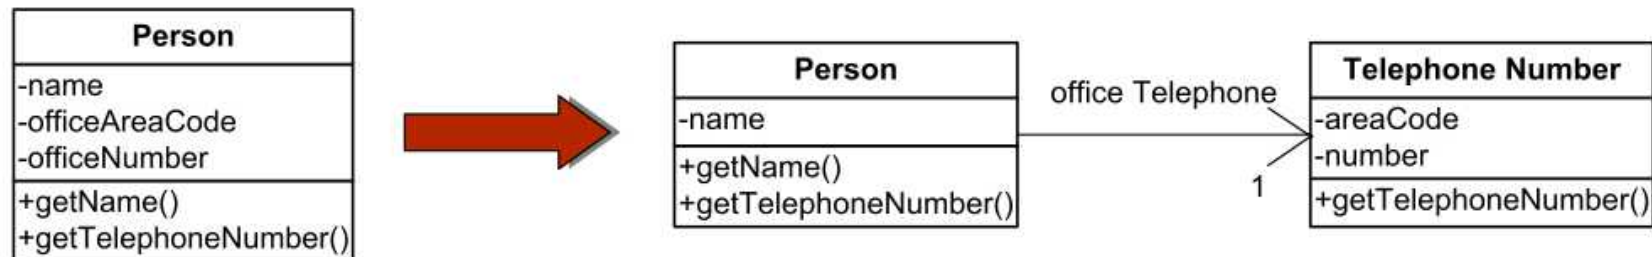 Person
-name
-officeAreaCode
-officeNumber
+getName()
+getTelephoneNumber()
Person
-name
+getName()
+getTelephoneNumber()
office Telephone
1
Telephone Number
-areaCode
-number
+getTelephoneNumber()